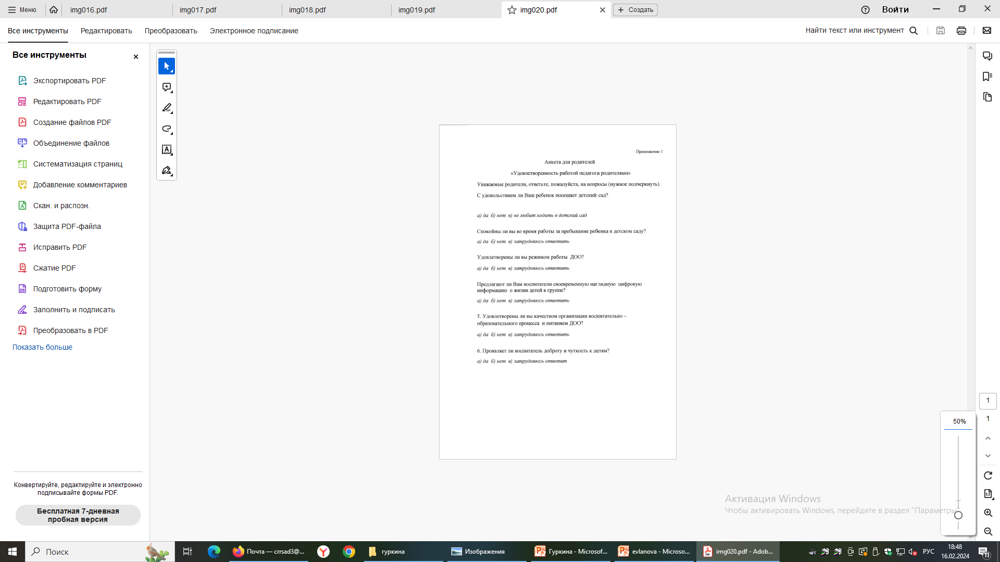 Меню
img016.pdf
img017.pdf
img018.pdf
img019.pdf
img020.pdf
Создать
Войти
Все инструменты
Редактировать
Преобразовать
Электронное подписание
Найти текст или инструмент
Все инструменты
Экспортировать PDF
Редактировать PDF
Создание файлов PDF
Объединение файлов
Систематизация страниц
Добавление комментариев
Скан. и распозн.
Защита PDF-файла
Исправить PDF
Сжатие PDF
Подготовить форму
Заполнить и подписать
Преобразовать в PDF
Показать больше
Конвертируйте, редактируйте и электронно
подписывайте формы PDF.
Бесплатная 7-дневная
пробная версия
Приложение 1
Анкета для родителей
«Удовлетворенность работой педагога родителями»
Уважаемые родители, ответьте, пожалуйста, на вопросы (нужное подчеркнуть).
С удовольствием ли Ваш ребенок посещает детский сад?
а) да б) нет в) не любит ходить в детский сад
Спокойны ли вы во время работы за пребывание ребенка в детском саду?
а) да б) нет в) затрудняюсь ответить
Удовлетворены ли вы режимом работы ДОО?
а) да б) нет в) затрудняюсь ответить
Предлагают ли Вам воспитатели своевременную наглядную цифровую
информацию о жизни детей в группе?
а) да б) нет в) затрудняюсь ответить
5. Удовлетворены ли вы качеством организации воспитательно –
образовательного процесса и питанием ДОО?
а) да б) нет в) затрудняюсь ответить
6. Проявляет ли воспитатель доброту и чуткость к детям?
а) да б) нет в) затрудняюсь ответит
1
1
50%
Активация Windows
Чтобы активировать Windows, перейдите в раздел "Параметры
Поиск
Почта — crrsad3@...
гуркина
Изображения
Гуркина - Microsof...
evlanova - Microso...
img020.pdf - Adob...
РУС
18:48
16.02.2024
11